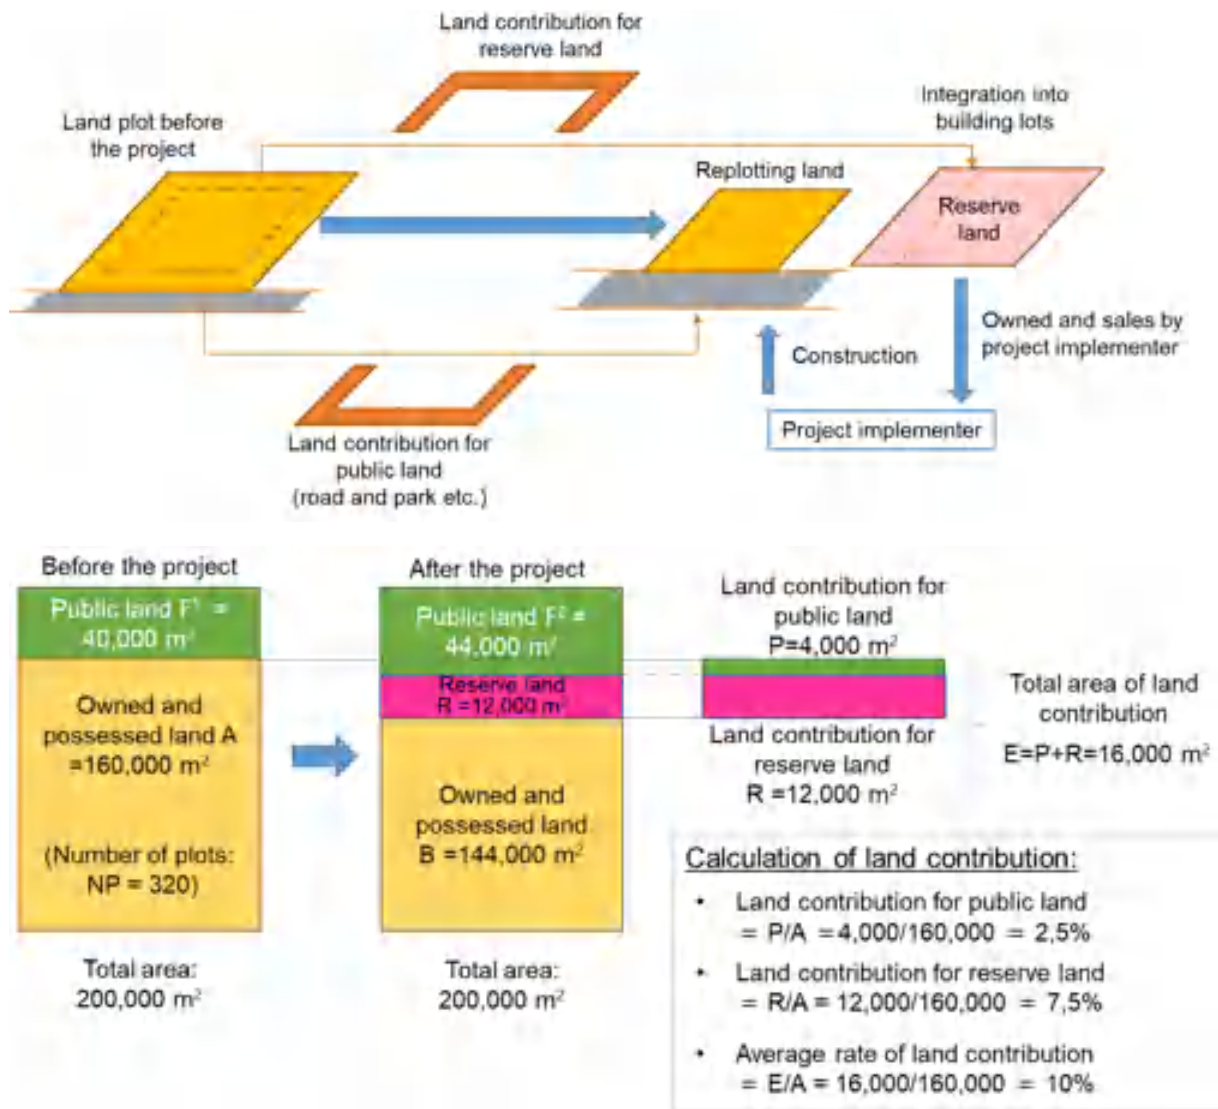 Land contribution for
reserve land
Land plot before
the project
Integration into
building lots
Replotting land
Reserve
land
Owned and sales by
project implementer
Construction
Project implementer
Land contribution for
public land
(road and park etc.)
Before the project
After the project
Public land F¹ =
40,000 m²
Owned and
possessed land A
=160,000 m²
(Number of plots:
NP = 320)
Total area:
200,000 m²
Public land F² =
44,000 m²
Reserve land
R =12,000 m²
Owned and
possessed land
B =144,000 m²
Total area:
200,000 m²
Land contribution for
public land
P=4,000 m²
Land contribution for
reserve land
R =12,000 m²
Total area of land
contribution
E=P+R=16,000 m²
Calculation of land contribution:
• Land contribution for public land
= P/A = 4,000/160,000 = 2,5%
• Land contribution for reserve land
= R/A = 12,000/160,000 = 7,5%
• Average rate of land contribution
= E/A = 16,000/160,000 = 10%